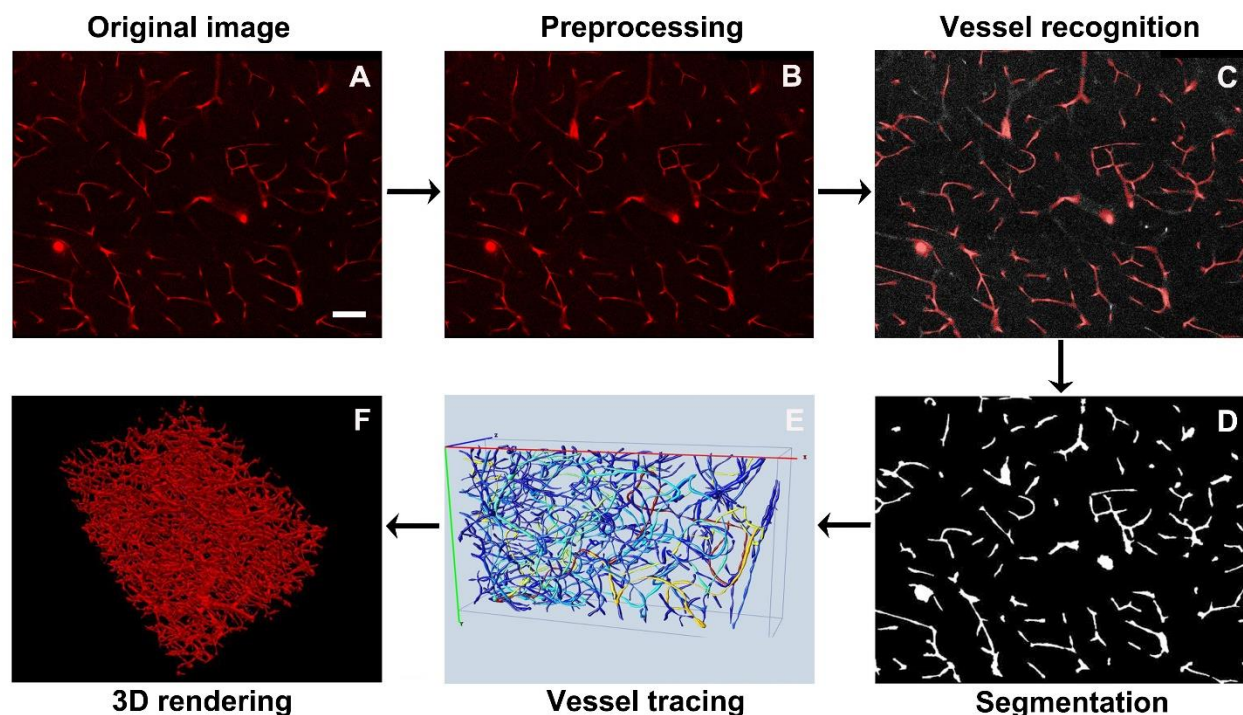 Original image
Preprocessing
Vessel recognition
A
B
C
F
E
D
z
x
Y
3D rendering
Vessel tracing
Segmentation